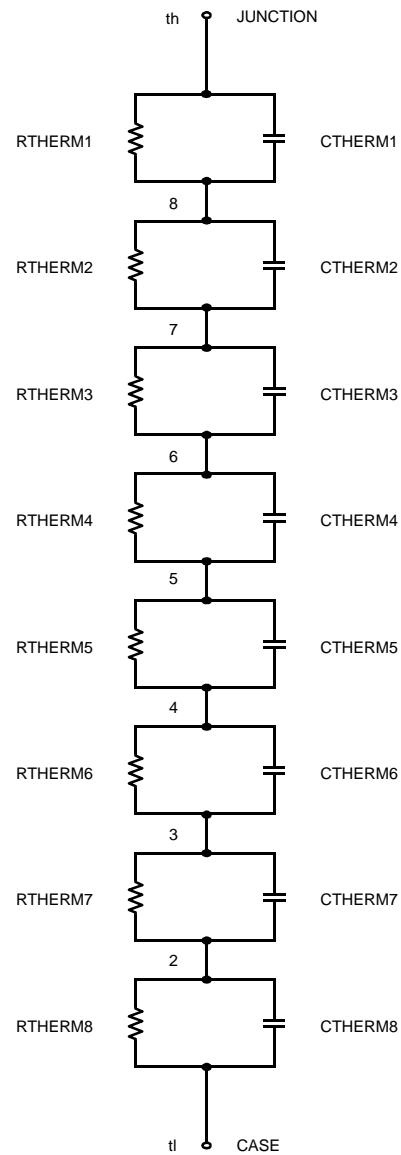 th JUNCTION
RTHERM1 CTHERM1
8
RTHERM2 CTHERM2
7
RTHERM3 CTHERM3
6
RTHERM4 CTHERM4
5
RTHERM5 CTHERM5
4
RTHERM6 CTHERM6
3
RTHERM7 CTHERM7
2
RTHERM8 CTHERM8
tl CASE